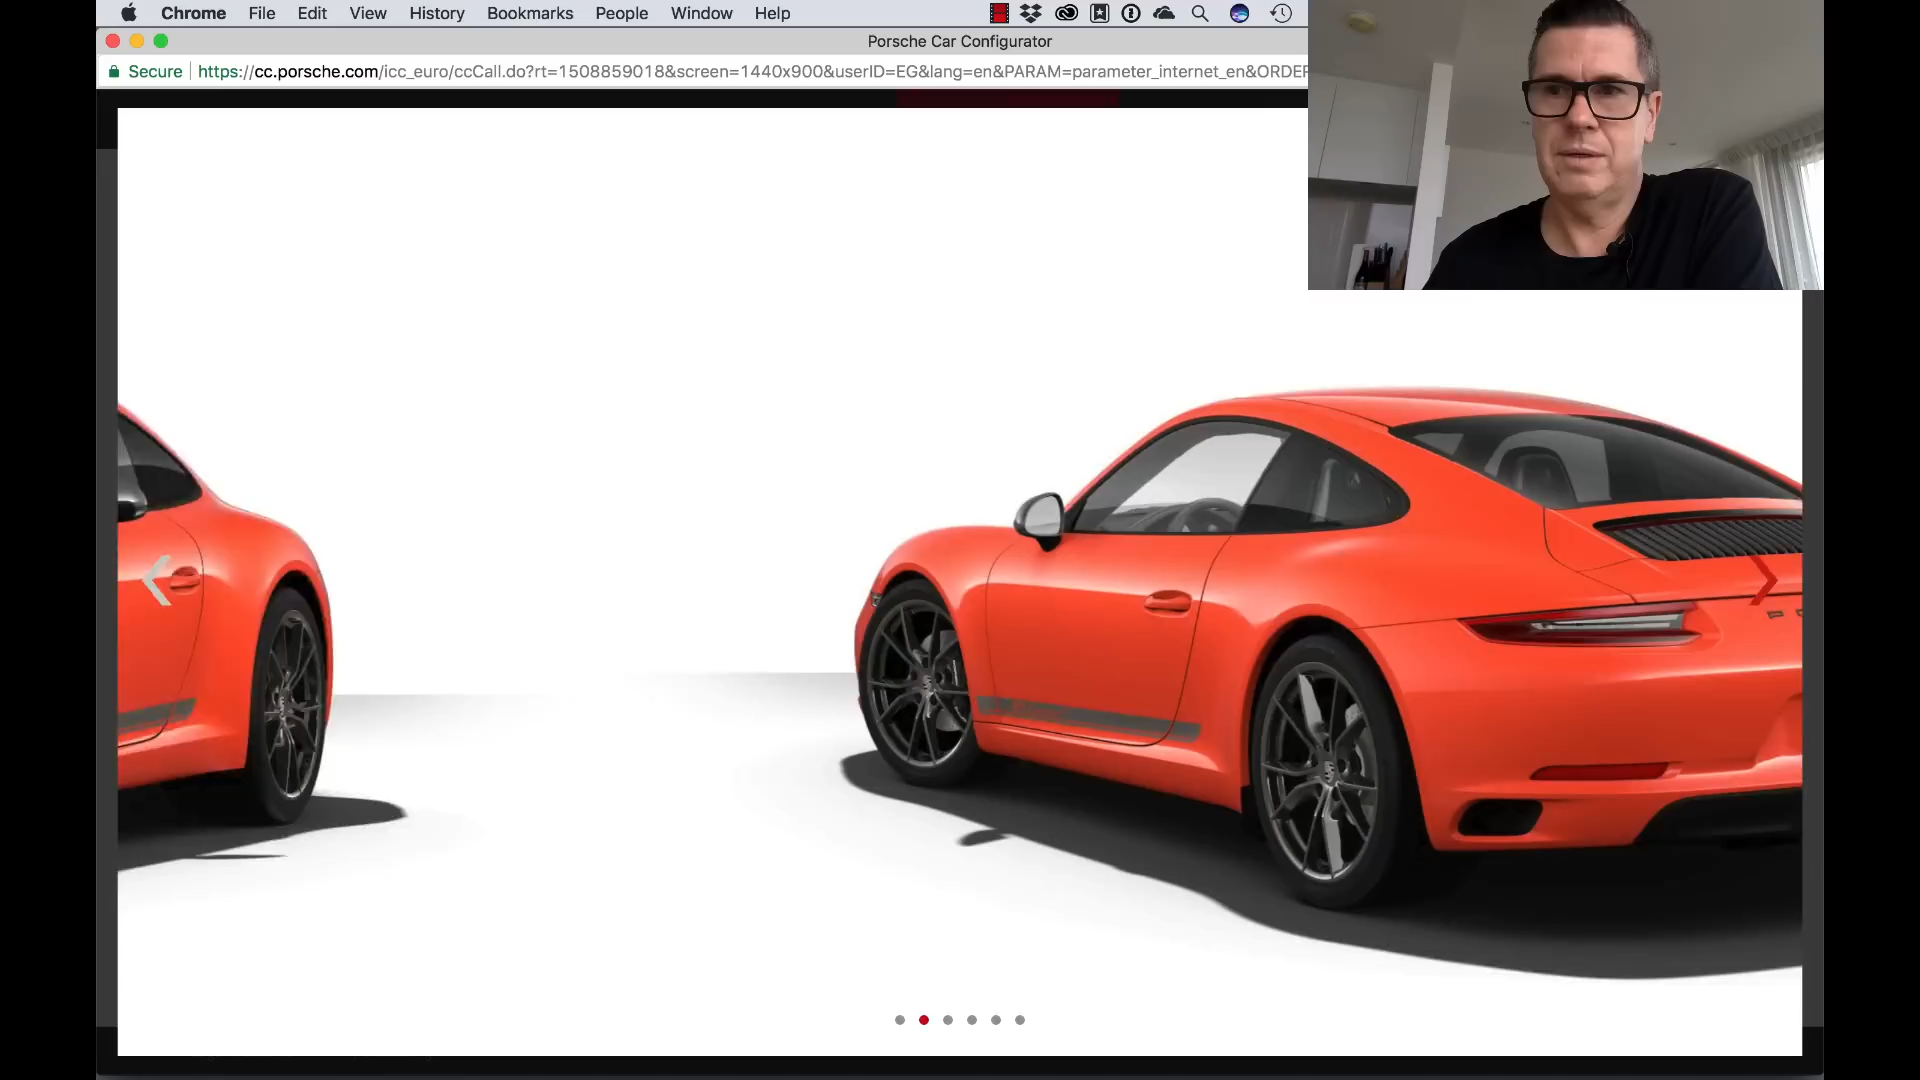 Chrome File Edit View History Bookmarks People Window Help
Porsche Car Configurator
Secure https://cc.porsche.com/icc_euro/ccCall.do?rt=1508859018&screen=1440x900&userID=EG&lang=en&PARAM=parameter_internet_en&ORDER